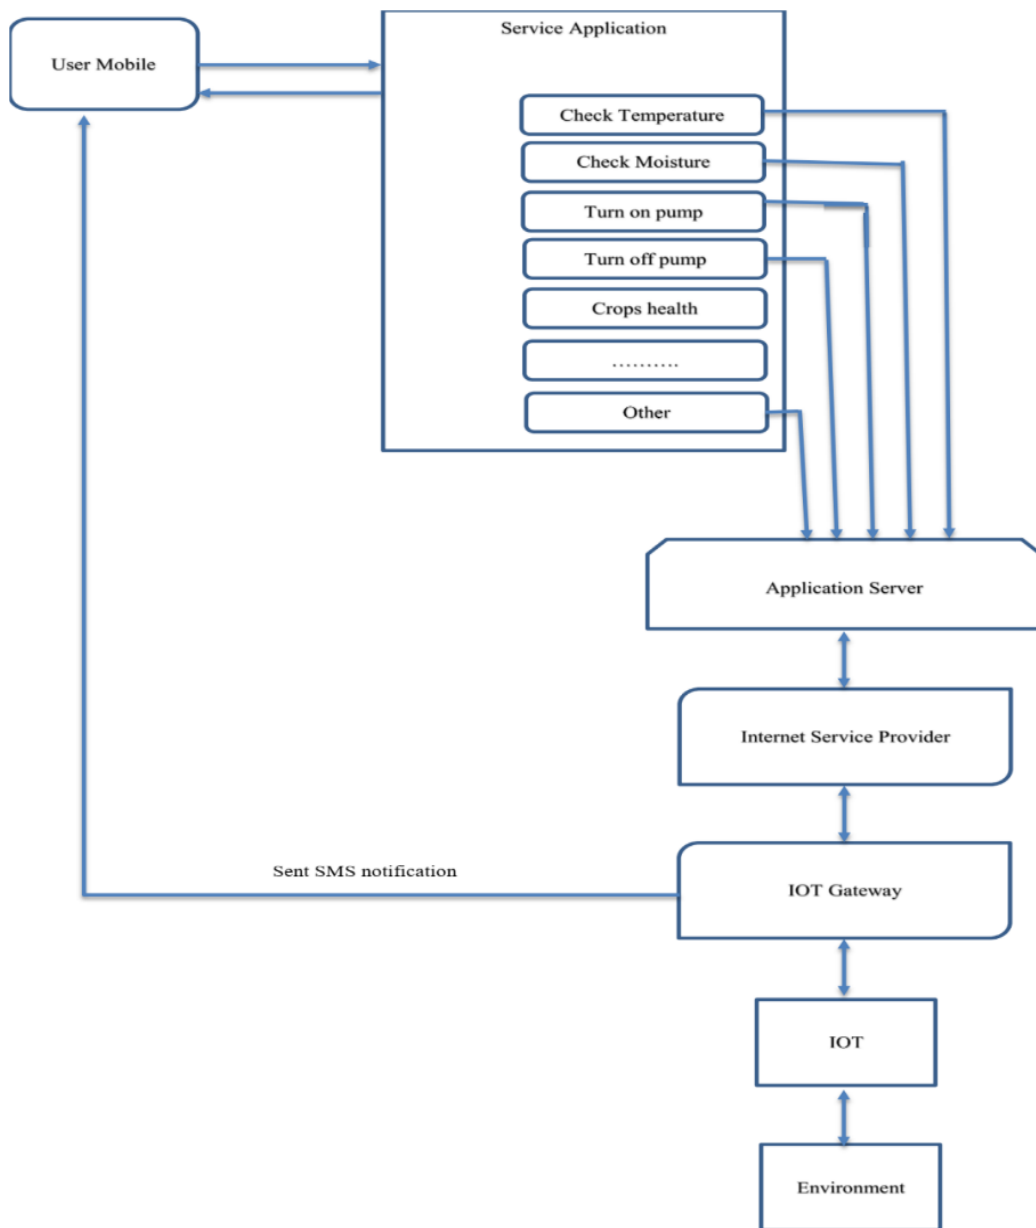 Service Application
User Mobile
Check Temperature
Check Moisture
Turn on pump
Turn off pump
Crops health
..........
Other
Application Server
Internet Service Provider
Sent SMS notification
IOT Gateway
IOT
Environment